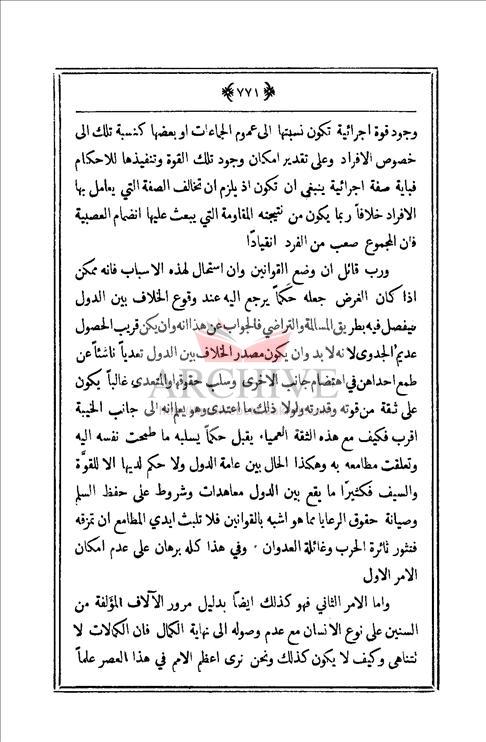 ﴿٧٧١﴾
وجود قوة اجرائية تكون نسبتها الى عموم الجماعات او بعضها كنسبة تلك الى
خصوص الافراد وعلى تقدير امكان وجود تلك القوة وتنفيذها للاحكام
فباية صفة اجرائية ينبغي ان تكون اذ يلزم ان تخالف الصفة التي يعامل بها
الافراد خلافاً ربما يكون من نتيجته المقاومة التي يبعث عليها انضمام العصبية
فان المجموع صعب من الفرد انقيادًا
ورب قائل ان وضع القوانين وان استحال لهذه الاسباب فانه ممكن
اذا كان الغرض جعله حَكماً يرجع اليه عند وقوع الخلاف بين الدول
فيفصل فيه بطريق المسالمة والتراضي فالجواب عن هذا انه وان يكن قريب الحصول
عديم الجدوى لانه لا بد وان يكون مصدر الخلاف بين الدول تعدياً ناشئاً عن
طمع احداهن في اهتضام جانب الاخرى وسلب حقوقها والمتعدي غالباً يكون
ARCHIVE
على ثقة من قوته وقدرته ولولا ذلك ما اعتدى وهو يعلم انه الى جانب الخيبة
اقرب فكيف مع هذه الثقة العمياء يقبل حكماً يسلبه ما طمحت نفسه اليه
وتعلقت مطامعه به وهكذا الحال بين عامة الدول ولا حكم لديها الا للقوَّة
والسيف فكثيرًا ما يقع بين الدول معاهدات وشروط على حفظ السلم
وصيانة حقوق الرعايا مما هو اشبه بالقوانين فلا تلبث ايدي المطامع ان تمزقه
فتثور ثائرة الحرب وغائلة العدوان ٠ وفي هذا كله برهان على عدم امكان
الامر الاول
واما الامر الثاني فهو كذلك ايضاً بدليل مرور الآلاف المؤلفة من
السنين على نوع الانسان مع عدم وصوله الى نهاية الكمال فان الكمالات لا
تتناهى وكيف لا يكون كذلك ونحن نرى اعظم الامم في هذا العصر علماً